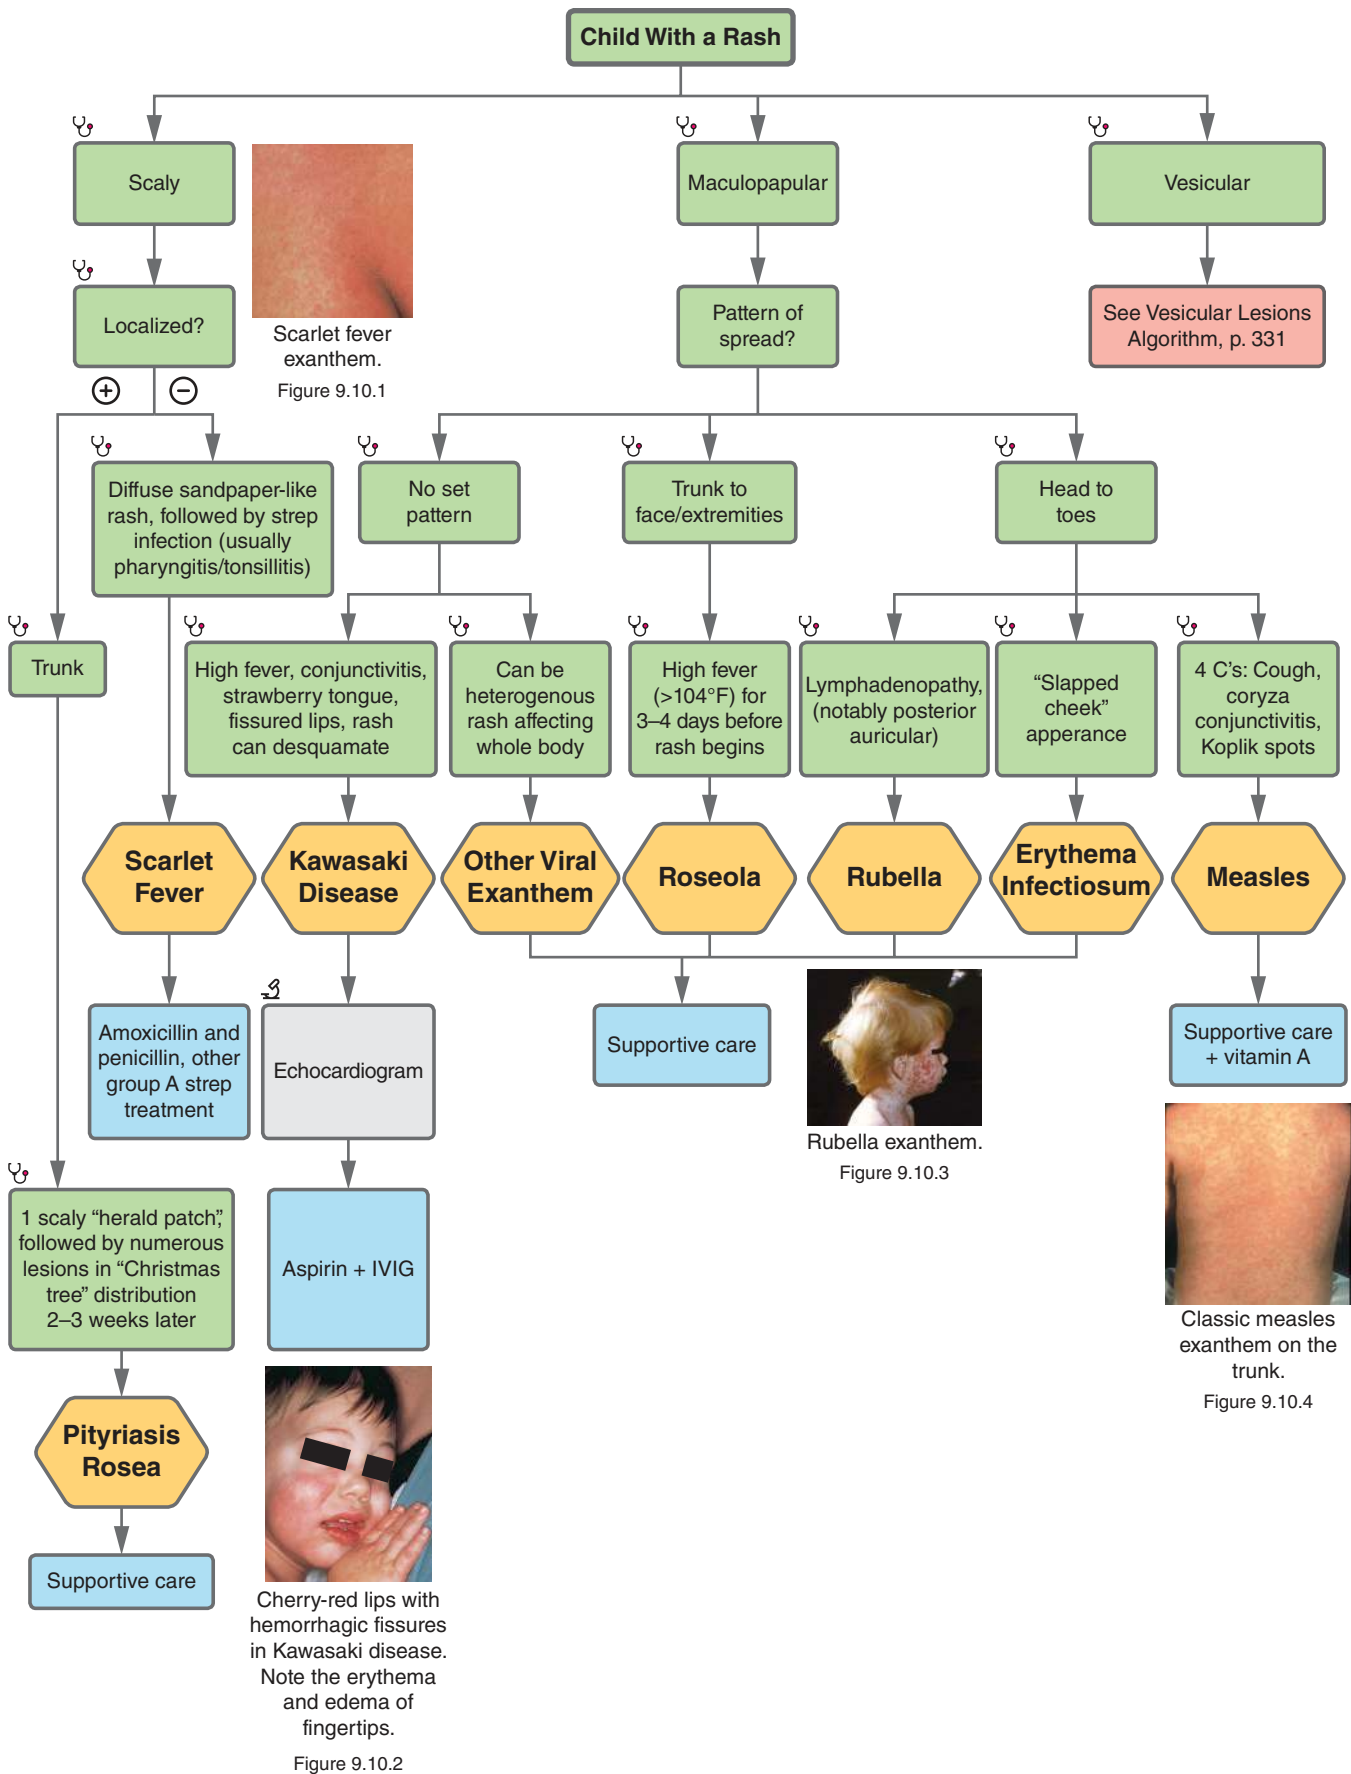 Child With a Rash
Scaly
Maculopapular
Vesicular
Localized?
Scarlet fever
exanthem.
Figure 9.10.1
Pattern of
spread?
See Vesicular Lesions
Algorithm, p. 331
+
−
Diffuse sandpaper-like
rash, followed by strep
infection (usually
pharyngitis/tonsillitis)
No set
pattern
Trunk to
face/extremities
Head to
toes
Trunk
High fever, conjunctivitis,
strawberry tongue,
fissured lips, rash
can desquamate
Can be
heterogenous
rash affecting
whole body
High fever
(>104°F) for
3–4 days before
rash begins
Lymphadenopathy,
(notably posterior
auricular)
“Slapped
cheek”
apperance
4 C's: Cough,
coryza
conjunctivitis,
Koplik spots
Scarlet
Fever
Kawasaki
Disease
Other Viral
Exanthem
Roseola
Rubella
Erythema
Infectiosum
Measles
Amoxicillin and
penicillin, other
group A strep
treatment
Echocardiogram
Supportive care
Rubella exanthem.
Figure 9.10.3
Supportive care
+ vitamin A
1 scaly “herald patch”,
followed by numerous
lesions in “Christmas
tree” distribution
2–3 weeks later
Aspirin + IVIG
Classic measles
exanthem on the
trunk.
Figure 9.10.4
Pityriasis
Rosea
Supportive care
Cherry-red lips with
hemorrhagic fissures
in Kawasaki disease.
Note the erythema
and edema of
fingertips.
Figure 9.10.2